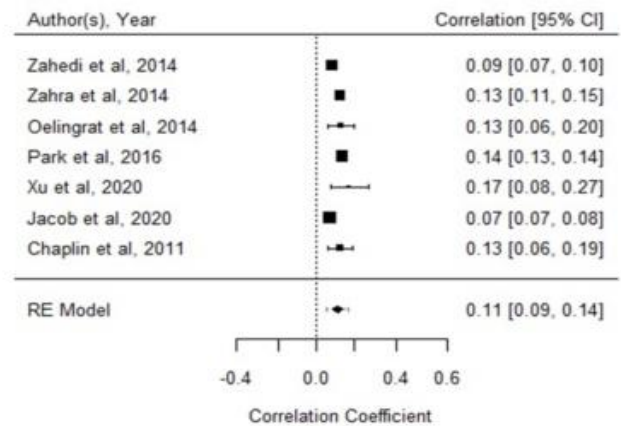 Author(s), Year Correlation [95% CI]
Zahedi et al, 2014 0.09 [0.07, 0.10]
Zahra et al, 2014 0.13 [0.11, 0.15]
Oelingrat et al, 2014 0.13 [0.06, 0.20]
Park et al, 2016 0.14 [0.13, 0.14]
Xu et al, 2020 0.17 [0.08, 0.27]
Jacob et al, 2020 0.07 [0.07, 0.08]
Chaplin et al, 2011 0.13 [0.06, 0.19]
RE Model 0.11 [0.09, 0.14]
-0.4 0.0 0.4 0.6
Correlation Coefficient